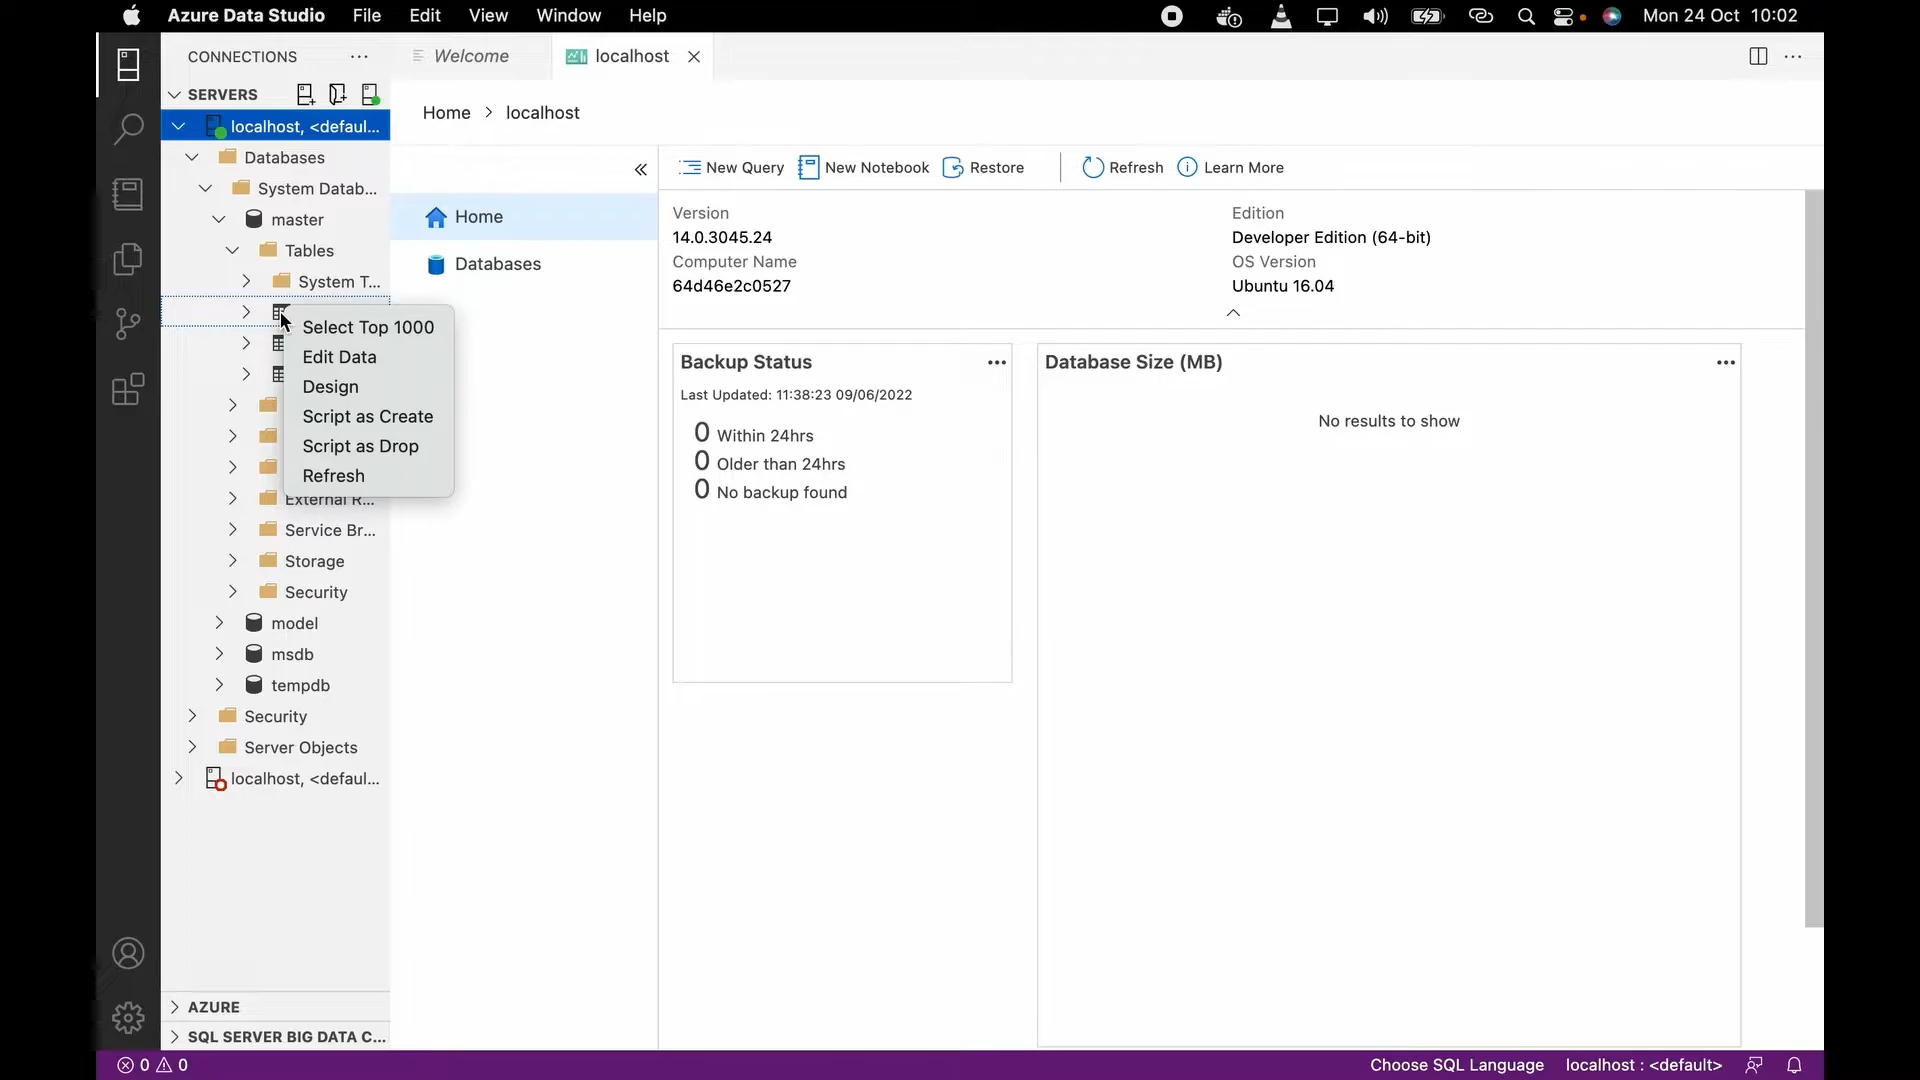 Azure Data Studio File Edit View Window Help Mon 24 Oct 10:02
CONNECTIONS
Welcome
localhost
SERVERS
Home > localhost
localhost, <defaul...
Databases
System Datab...
master
Tables
System T...
Select Top 1000
Edit Data
Design
Script as Create
Script as Drop
Refresh
External R...
Service Br...
Storage
Security
model
msdb
tempdb
Security
Server Objects
localhost, <defaul...
AZURE
SQL SERVER BIG DATA C...
Home
Databases
New Query New Notebook Restore Refresh Learn More
Version
14.0.3045.24
Computer Name
64d46e2c0527
Edition
Developer Edition (64-bit)
OS Version
Ubuntu 16.04
Backup Status
Last Updated: 11:38:23 09/06/2022
0 Within 24hrs
0 Older than 24hrs
0 No backup found
Database Size (MB)
No results to show
0 0 Choose SQL Language localhost : <default>